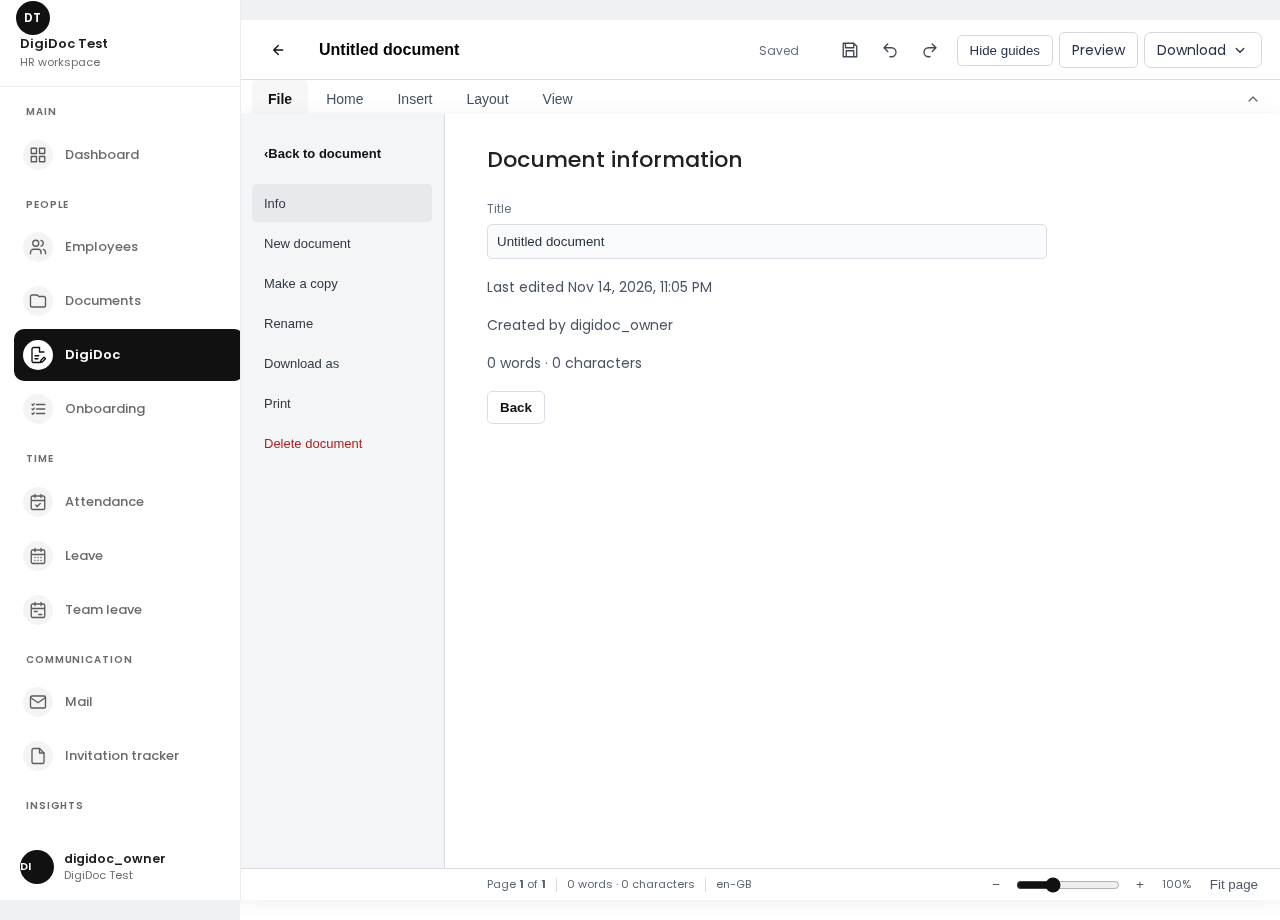 DT
DigiDoc Test
HR workspace
MAIN
Dashboard
PEOPLE
Employees
Documents
DigiDoc
Onboarding
TIME
Attendance
Leave
Team leave
COMMUNICATION
Mail
Invitation tracker
INSIGHTS
DI
digidoc_owner
DigiDoc Test
Untitled document
Saved
Hide guides
Preview
Download
File
Home
Insert
Layout
View
‹Back to document
Info
New document
Make a copy
Rename
Download as
Print
Delete document
Document information
Title
Untitled document
Last edited Nov 14, 2026, 11:05 PM
Created by digidoc_owner
0 words · 0 characters
Back
Page 1 of 1
0 words · 0 characters
en-GB
−
+
100%
Fit page